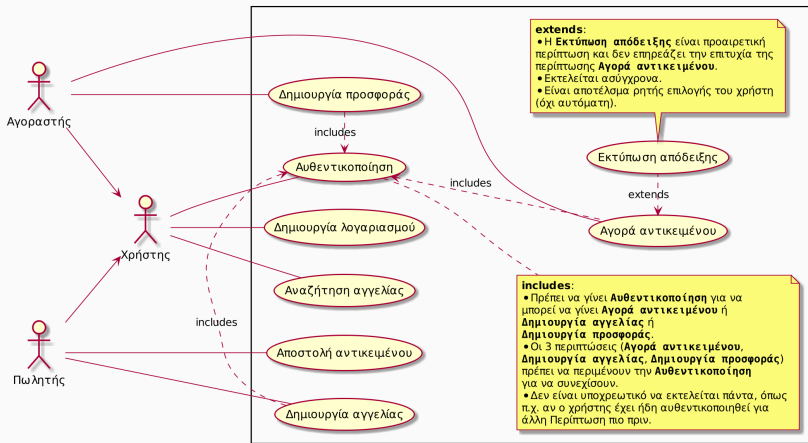 extends:
• Η Εκτύπωση απόδειξης είναι προαιρετική
περίπτωση και δεν επηρεάζει την επιτυχία της
περίπτωσης Αγορά αντικειμένου.
• Εκτελείται ασύγχρονα.
• Είναι αποτέλσμα ρητής επιλογής του χρήστη
(όχι αυτόματη).
Αγοραστής
Δημιουργία προσφοράς
includes
Αυθεντικοποίηση
Εκτύπωση απόδειξης
includes
extends
Χρήστης
Δημιουργία λογαριασμού
Αγορά αντικειμένου
Αναζήτηση αγγελίας
includes
Αποστολή αντικειμένου
Πωλητής
Δημιουργία αγγελίας
includes:
• Πρέπει να γίνει Αυθεντικοποίηση για να
μπορεί να γίνει Αγορά αντικειμένου ή
Δημιουργία αγγελίας ή
Δημιουργία προσφοράς.
• Οι 3 περιπτώσεις (Αγορά αντικειμένου,
Δημιουργία αγγελίας, Δημιουργία προσφοράς)
πρέπει να περιμένουν την Αυθεντικοποίηση
για να συνεχίσουν.
• Δεν είναι υποχρεωτικό να εκτελείται πάντα, όπως
π.χ. αν ο χρήστης έχει ήδη αυθεντικοποιηθεί για
άλλη Περίπτωση πιο πριν.